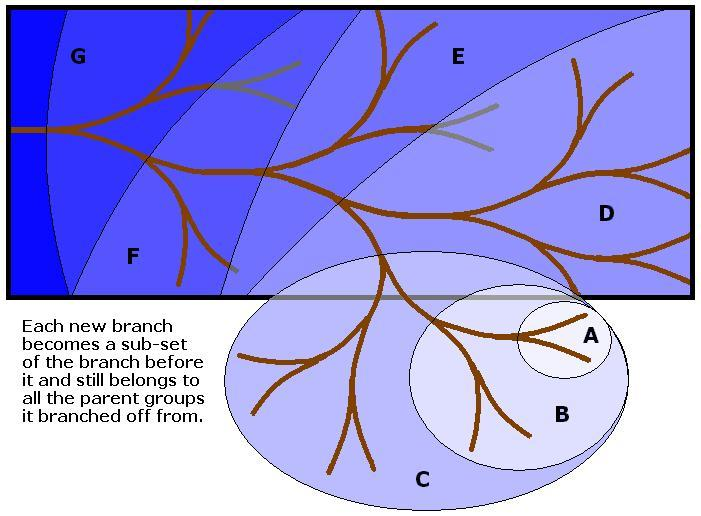 G
E
D
F
Each new branch
becomes a sub-set
of the branch before
it and still belongs to
all the parent groups
it branched off from.
A
B
C